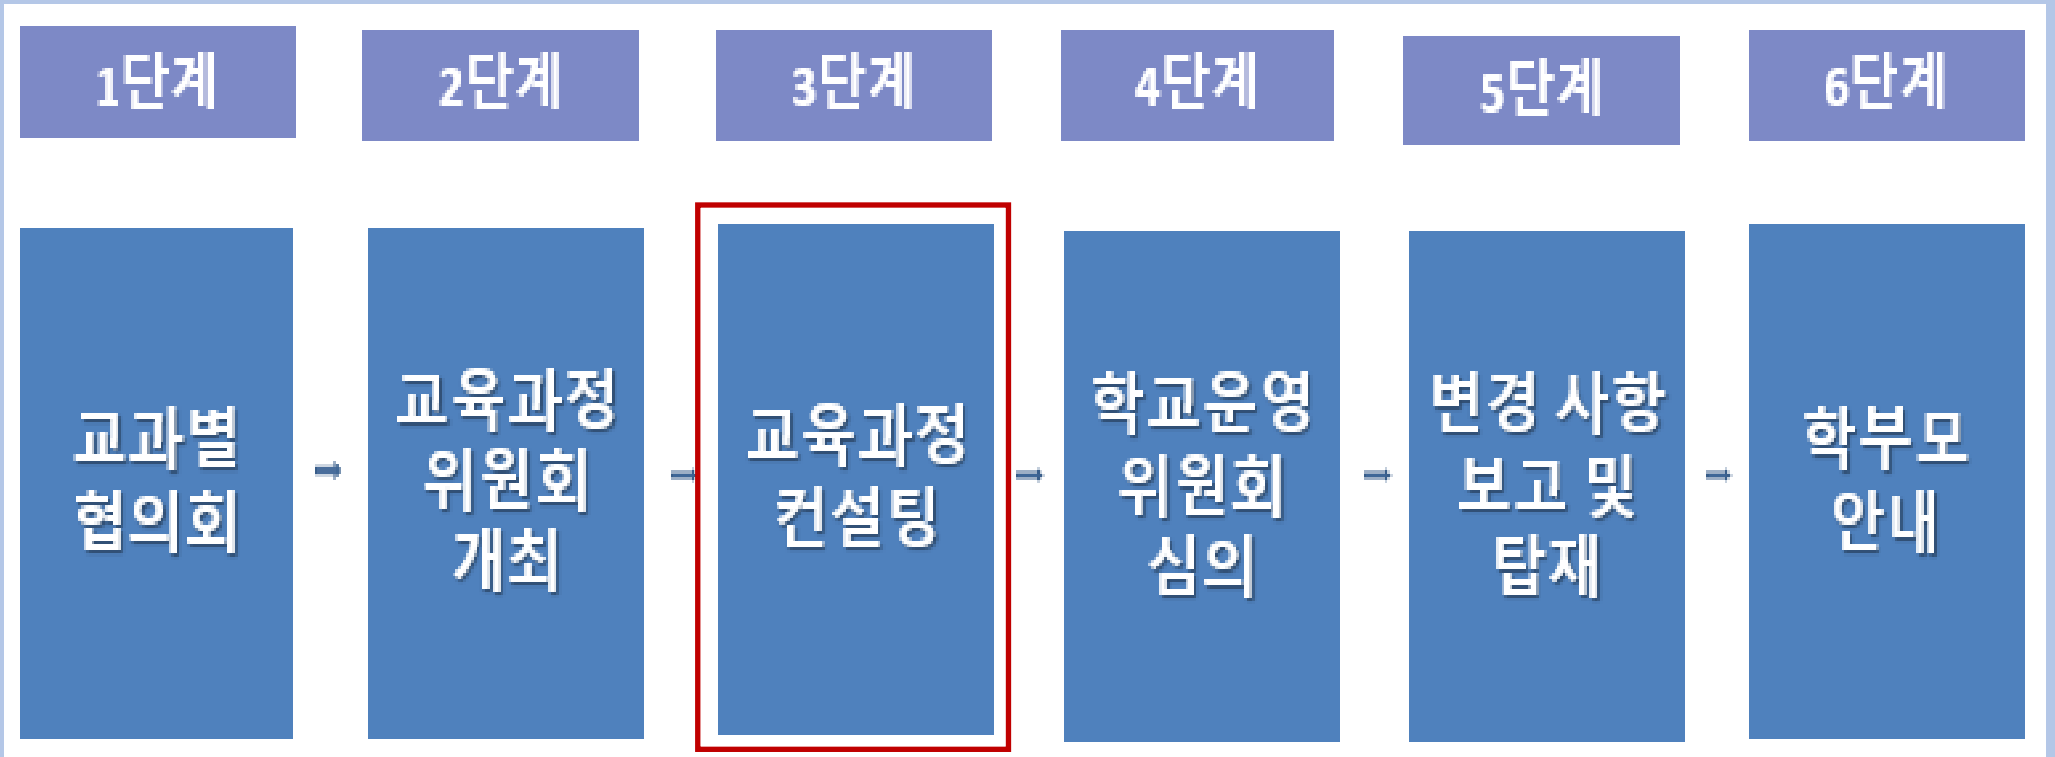 1단계
2단계
3단계
4단계
5단계
6단계
교과별
협의회
교육과정
위원회
개최
교육과정
컨설팅
학교운영
위원회
심의
변경 사항
보고 및
탑재
학부모
안내